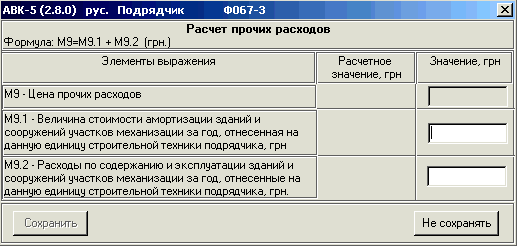 АВК-5 (2.8.0) рус. Подрядчик Ф067-3
Расчет прочих расходов
Формула: М9=М9.1 + М9.2 (грн.)
Элементы выражения
Расчетное
значение, грн
Значение, грн
М9 - Цена прочих расходов
М9.1 - Величина стоимости амортизации зданий и
сооружений участков механизации за год, отнесенная на
данную единицу строительной техники подрядчика, грн
М9.2 - Расходы по содержанию и эксплуатации зданий и
сооружений участков механизации за год, отнесенные на
данную единицу строительной техники подрядчика, грн.
Сохранить
Не сохранять